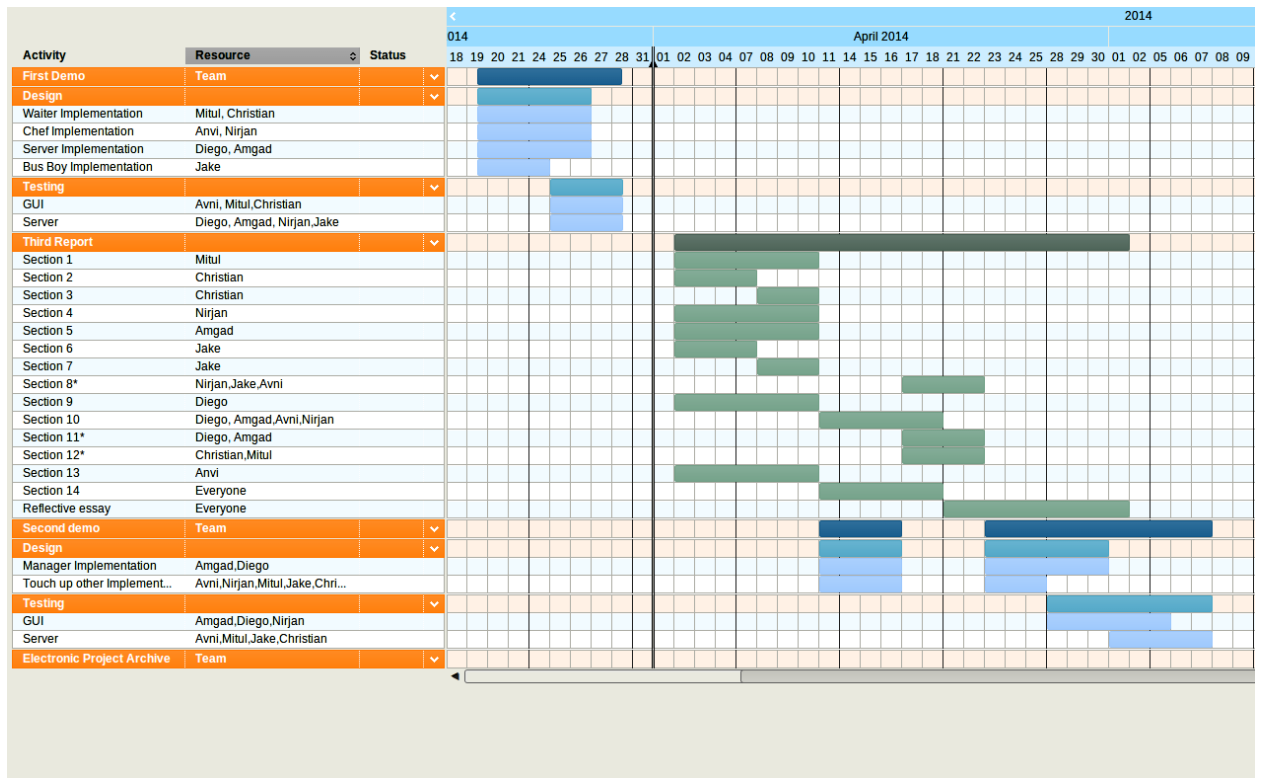 2014
014 April 2014
Activity Resource Status 18 19 20 21 24 25 26 27 28 31 01 02 03 04 07 08 09 10 11 14 15 16 17 18 21 22 23 24 25 28 29 30 01 02 05 06 07 08 09
First Demo Team
Design
Waiter Implementation Mitul, Christian
Chef Implementation Anvi, Nirjan
Server Implementation Diego, Amgad
Bus Boy Implementation Jake
Testing
GUI Avni, Mitul,Christian
Server Diego, Amgad, Nirjan,Jake
Third Report
Section 1 Mitul
Section 2 Christian
Section 3 Christian
Section 4 Nirjan
Section 5 Amgad
Section 6 Jake
Section 7 Jake
Section 8* Nirjan,Jake,Avni
Section 9 Diego
Section 10 Diego, Amgad,Avni,Nirjan
Section 11* Diego, Amgad
Section 12* Christian,Mitul
Section 13 Anvi
Section 14 Everyone
Reflective essay Everyone
Second demo Team
Design
Manager Implementation Amgad,Diego
Touch up other Implement... Avni,Nirjan,Mitul,Jake,Chri...
Testing
GUI Amgad,Diego,Nirjan
Server Avni,Mitul,Jake,Christian
Electronic Project Archive Team